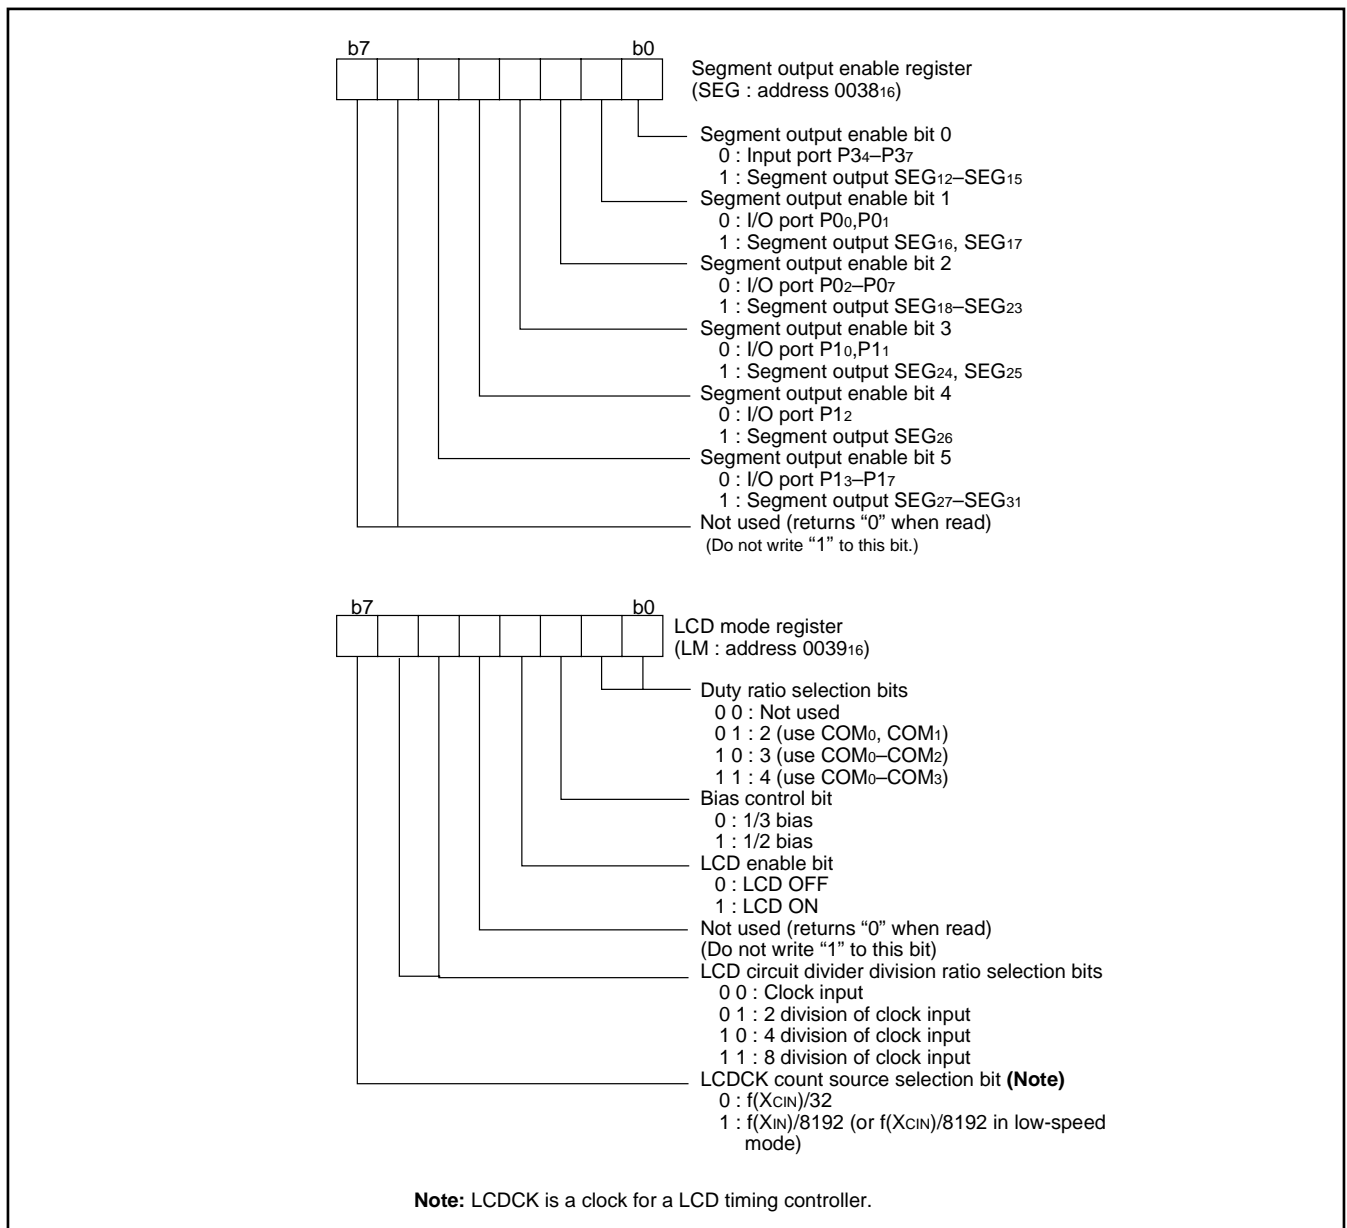 b7 b0
Segment output enable register
(SEG : address 003816)
Segment output enable bit 0
0 : Input port P34–P37
1 : Segment output SEG12–SEG15
Segment output enable bit 1
0 : I/O port P00,P01
1 : Segment output SEG16, SEG17
Segment output enable bit 2
0 : I/O port P02–P07
1 : Segment output SEG18–SEG23
Segment output enable bit 3
0 : I/O port P10,P11
1 : Segment output SEG24, SEG25
Segment output enable bit 4
0 : I/O port P12
1 : Segment output SEG26
Segment output enable bit 5
0 : I/O port P13–P17
1 : Segment output SEG27–SEG31
Not used (returns “0” when read)
(Do not write “1” to this bit.)
b7 b0
LCD mode register
(LM : address 003916)
Duty ratio selection bits
0 0 : Not used
0 1 : 2 (use COM0, COM1)
1 0 : 3 (use COM0–COM2)
1 1 : 4 (use COM0–COM3)
Bias control bit
0 : 1/3 bias
1 : 1/2 bias
LCD enable bit
0 : LCD OFF
1 : LCD ON
Not used (returns “0” when read)
(Do not write “1” to this bit)
LCD circuit divider division ratio selection bits
0 0 : Clock input
0 1 : 2 division of clock input
1 0 : 4 division of clock input
1 1 : 8 division of clock input
LCDCK count source selection bit (Note)
0 : f(XCIN)/32
1 : f(XIN)/8192 (or f(XCIN)/8192 in low-speed
mode)
Note: LCDCK is a clock for a LCD timing controller.